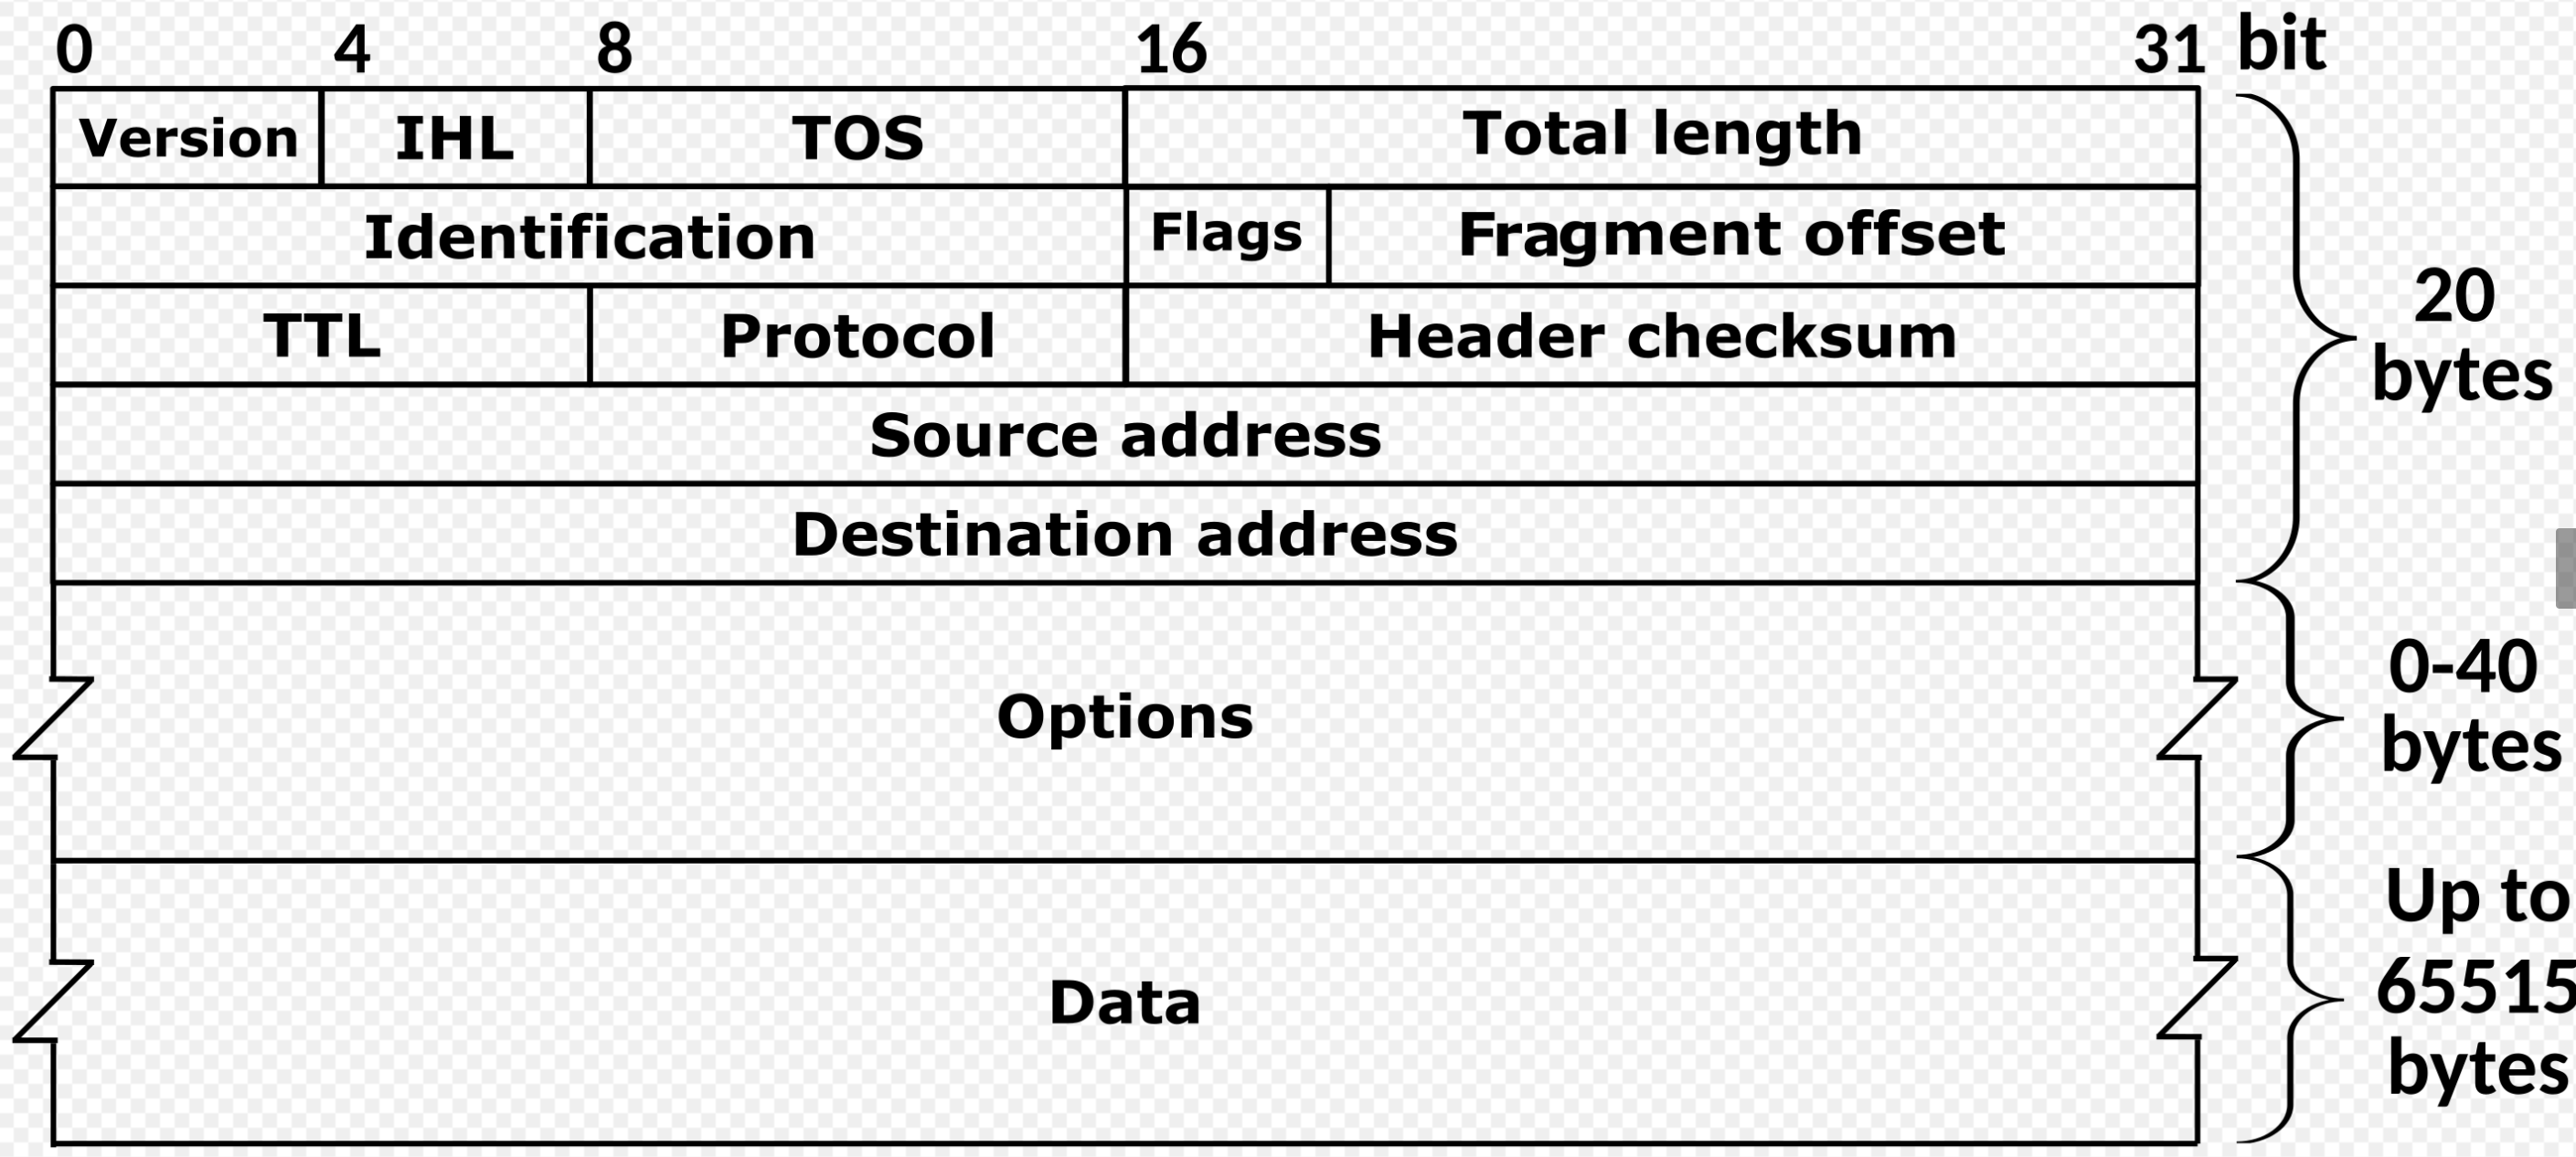 0 4 8 16 31 bit
Version IHL TOS Total length
Identification Flags Fragment offset
TTL Protocol Header checksum
Source address
Destination address
20
bytes
Options
0-40
bytes
Data
Up to
65515
bytes